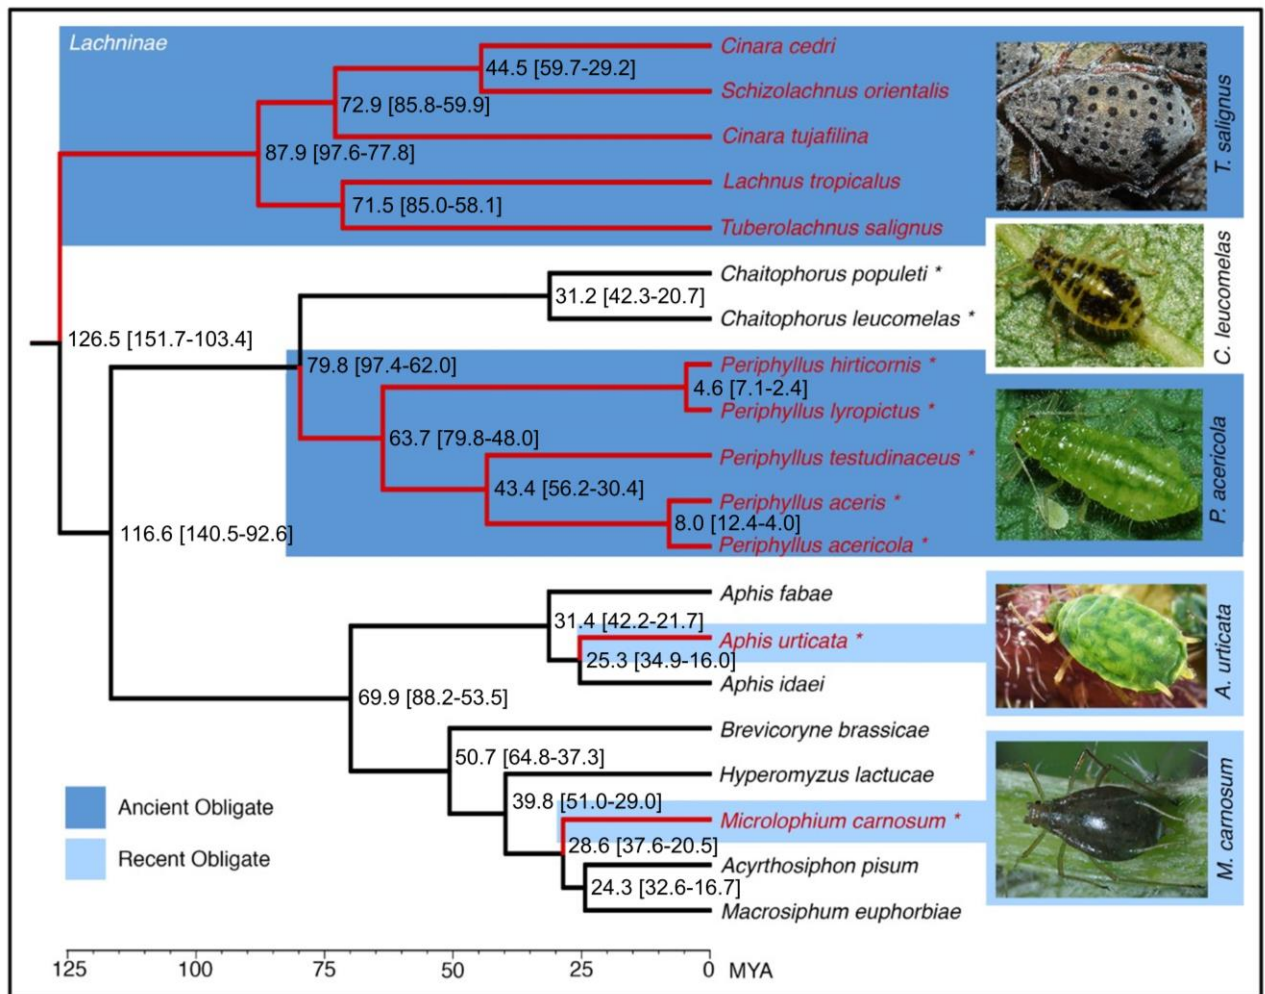 Lachninae
Cinara cedri
44.5 [59.7-29.2]
Schizolachnus orientalis
72.9 [85.8-59.9]
Cinara tujafilina
87.9 [97.6-77.8]
Lachnus tropicalus
71.5 [85.0-58.1]
Tuberolachnus salignus
T. salignus
Chaitophorus populeti *
31.2 [42.3-20.7]
Chaitophorus leucomelas *
C. leucomelas
126.5 [151.7-103.4]
79.8 [97.4-62.0]
Periphyllus hirticornis *
4.6 [7.1-2.4]
Periphyllus lyropictus *
63.7 [79.8-48.0]
Periphyllus testudinaceus *
43.4 [56.2-30.4]
Periphyllus aceris *
8.0 [12.4-4.0]
Periphyllus acericola *
P. acericola
116.6 [140.5-92.6]
Aphis fabae
31.4 [42.2-21.7]
Aphis urticata *
25.3 [34.9-16.0]
Aphis idaei
A. urticata
69.9 [88.2-53.5]
Brevicoryne brassicae
50.7 [64.8-37.3]
Hyperomyzus lactucae
39.8 [51.0-29.0]
Microlophium carnosum *
28.6 [37.6-20.5]
Acyrthosiphon pisum
24.3 [32.6-16.7]
Macrosiphum euphorbiae
M. carnosum
Ancient Obligate
Recent Obligate
125 100 75 50 25 0 MYA